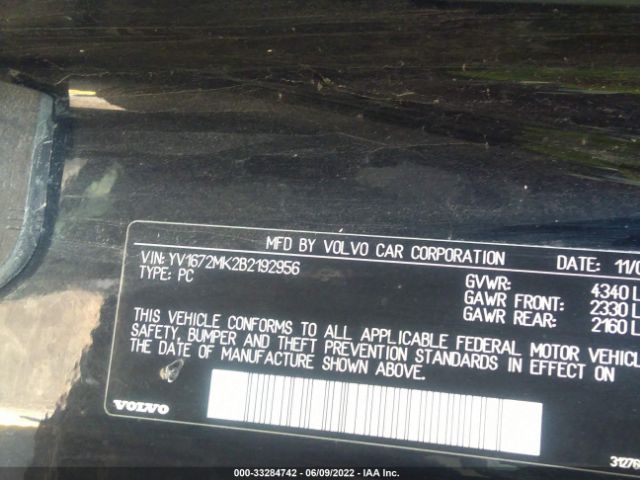 MFD BY VOLVO CAR CORPORATION DATE: 11/0
VIN: YV1672MK2B2192956
TYPE: PC
GVWR: 4340 L
GAWR FRONT: 2330 L
GAWR REAR: 2160 L
THIS VEHICLE CONFORMS TO ALL APPLICABLE FEDERAL MOTOR VEHICL
SAFETY, BUMPER AND THEFT PREVENTION STANDARDS IN EFFECT ON
THE DATE OF MANUFACTURE SHOWN ABOVE.
VOLVO
31276
000-33284742 - 06/09/2022 - IAA Inc.